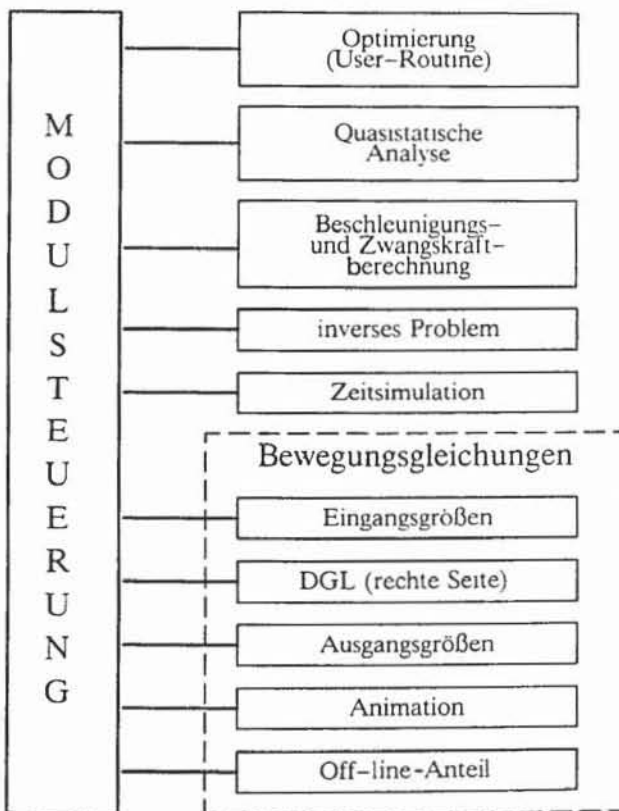 MODULSTEUERUNG
Optimierung
(User-Routine)
Quasistatische
Analyse
Beschleunigungs-
und Zwangskraft-
berechnung
inverses Problem
Zeitsimulation
Bewegungsgleichungen
Eingangsgrößen
DGL (rechte Seite)
Ausgangsgrößen
Animation
Off-line-Anteil